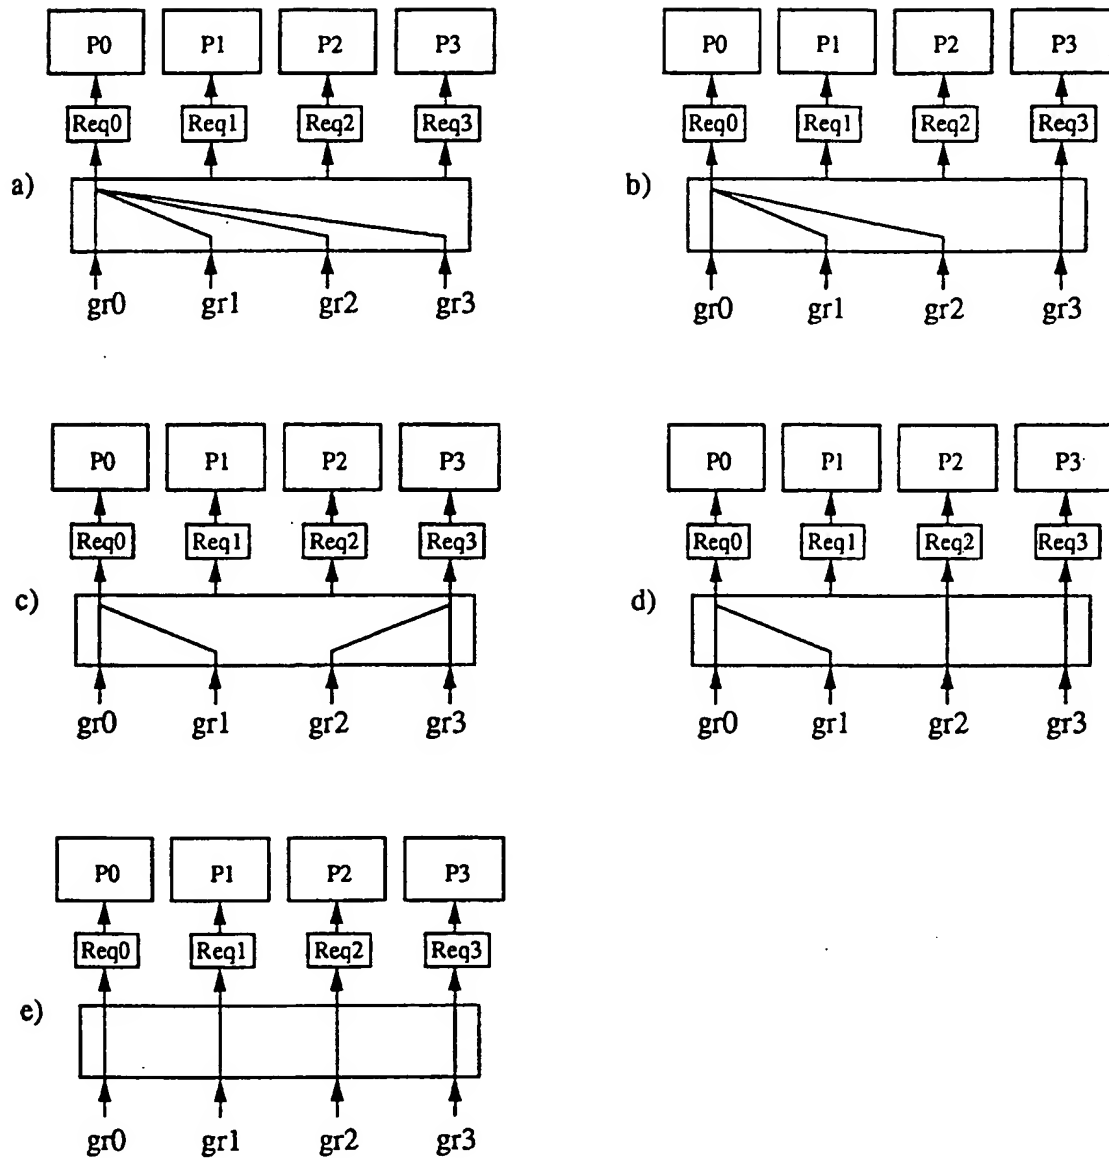 P0 P1 P2 P3
Req0 Req1 Req2 Req3
a)
gr0 gr1 gr2 gr3
P0 P1 P2 P3
Req0 Req1 Req2 Req3
b)
gr0 gr1 gr2 gr3
P0 P1 P2 P3
Req0 Req1 Req2 Req3
c)
gr0 gr1 gr2 gr3
P0 P1 P2 P3
Req0 Req1 Req2 Req3
d)
gr0 gr1 gr2 gr3
P0 P1 P2 P3
Req0 Req1 Req2 Req3
e)
gr0 gr1 gr2 gr3